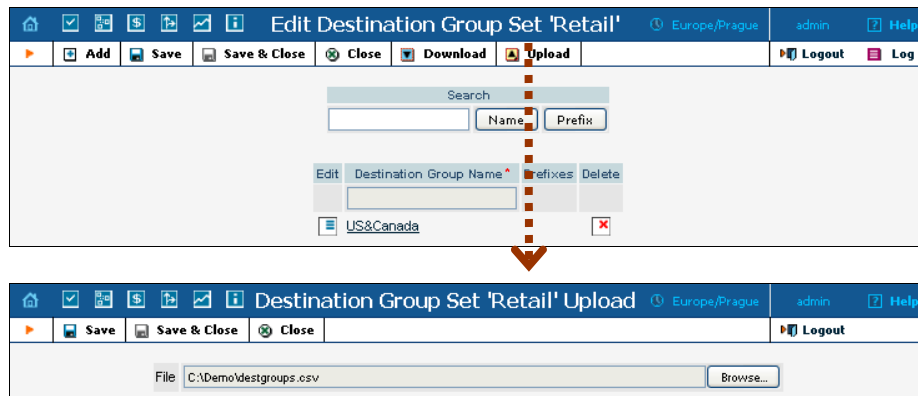 Edit Destination Group Set 'Retail' Europe/Prague admin ? Help
Add Save Save & Close Close Download Upload Logout Log
Search
Name Prefix
Edit Destination Group Name* Prefixes Delete
US&Canada
Destination Group Set 'Retail' Upload Europe/Prague admin ? Help
Save Save & Close Close Logout
File C:\Demo\destgroups.csv Browse...